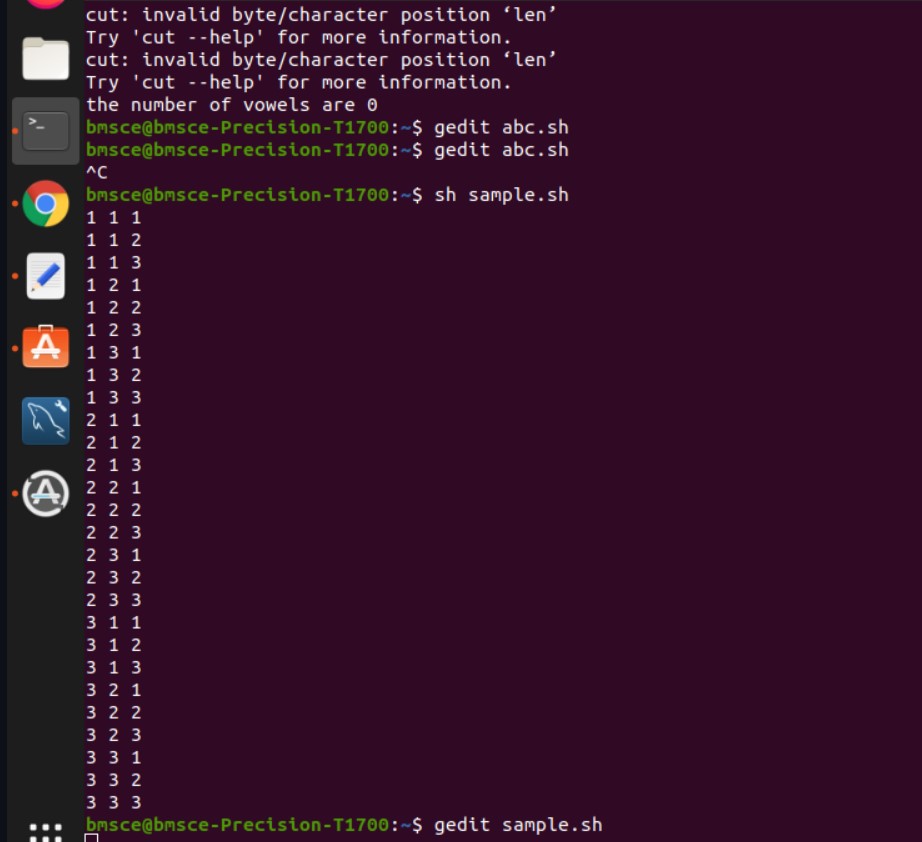 cut: invalid byte/character position ‘len’
Try 'cut --help' for more information.
cut: invalid byte/character position ‘len’
Try 'cut --help' for more information.
the number of vowels are 0
bmsce@bmsce-Precision-T1700:~$ gedit abc.sh
bmsce@bmsce-Precision-T1700:~$ gedit abc.sh
^C
bmsce@bmsce-Precision-T1700:~$ sh sample.sh
1 1 1
1 1 2
1 1 3
1 2 1
1 2 2
1 2 3
1 3 1
1 3 2
1 3 3
2 1 1
2 1 2
2 1 3
2 2 1
2 2 2
2 2 3
2 3 1
2 3 2
2 3 3
3 1 1
3 1 2
3 1 3
3 2 1
3 2 2
3 2 3
3 3 1
3 3 2
3 3 3
bmsce@bmsce-Precision-T1700:~$ gedit sample.sh